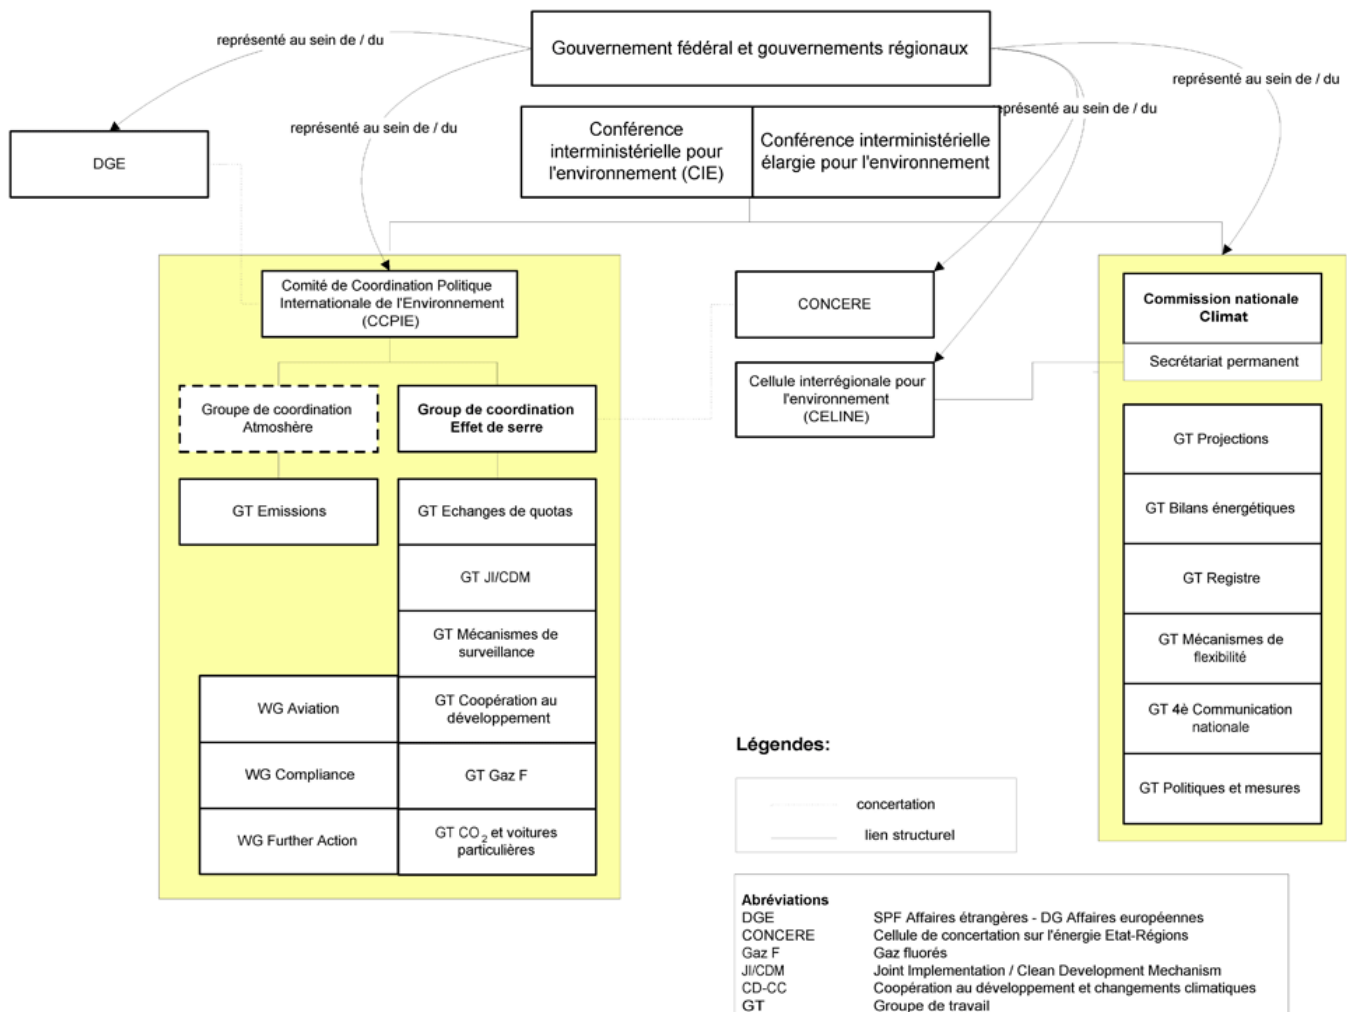 représenté au sein de / du
Gouvernement fédéral et gouvernements régionaux
représenté au sein de / du
représenté au sein de / du
eprésenté au sein de / du
DGE
Conférence
interministérielle pour
l'environnement (CIE)
Conférence interministérielle
élargie pour l'environnement
Comité de Coordination Politique
Internationale de l'Environnement
(CCPIE)
CONCERE
Commission nationale
Climat
Secrétariat permanent
Cellule interrégionale pour
l'environnement
(CELINE)
Groupe de coordination
Atmoshère
Group de coordination
Effet de serre
GT Emissions
GT Echanges de quotas
GT JI/CDM
GT Mécanismes de
surveillance
WG Aviation
GT Coopération au
développement
WG Compliance
GT Gaz F
WG Further Action
GT CO2 et voitures
particulières
GT Projections
GT Bilans énergétiques
GT Registre
GT Mécanismes de
flexibilité
GT 4è Communication
nationale
GT Politiques et mesures
Légendes:
concertation
lien structurel
Abréviations
DGE SPF Affaires étrangères - DG Affaires européennes
CONCERE Cellule de concertation sur l'énergie Etat-Régions
Gaz F Gaz fluorés
JI/CDM Joint Implementation / Clean Development Mechanism
CD-CC Coopération au développement et changements climatiques
GT Groupe de travail